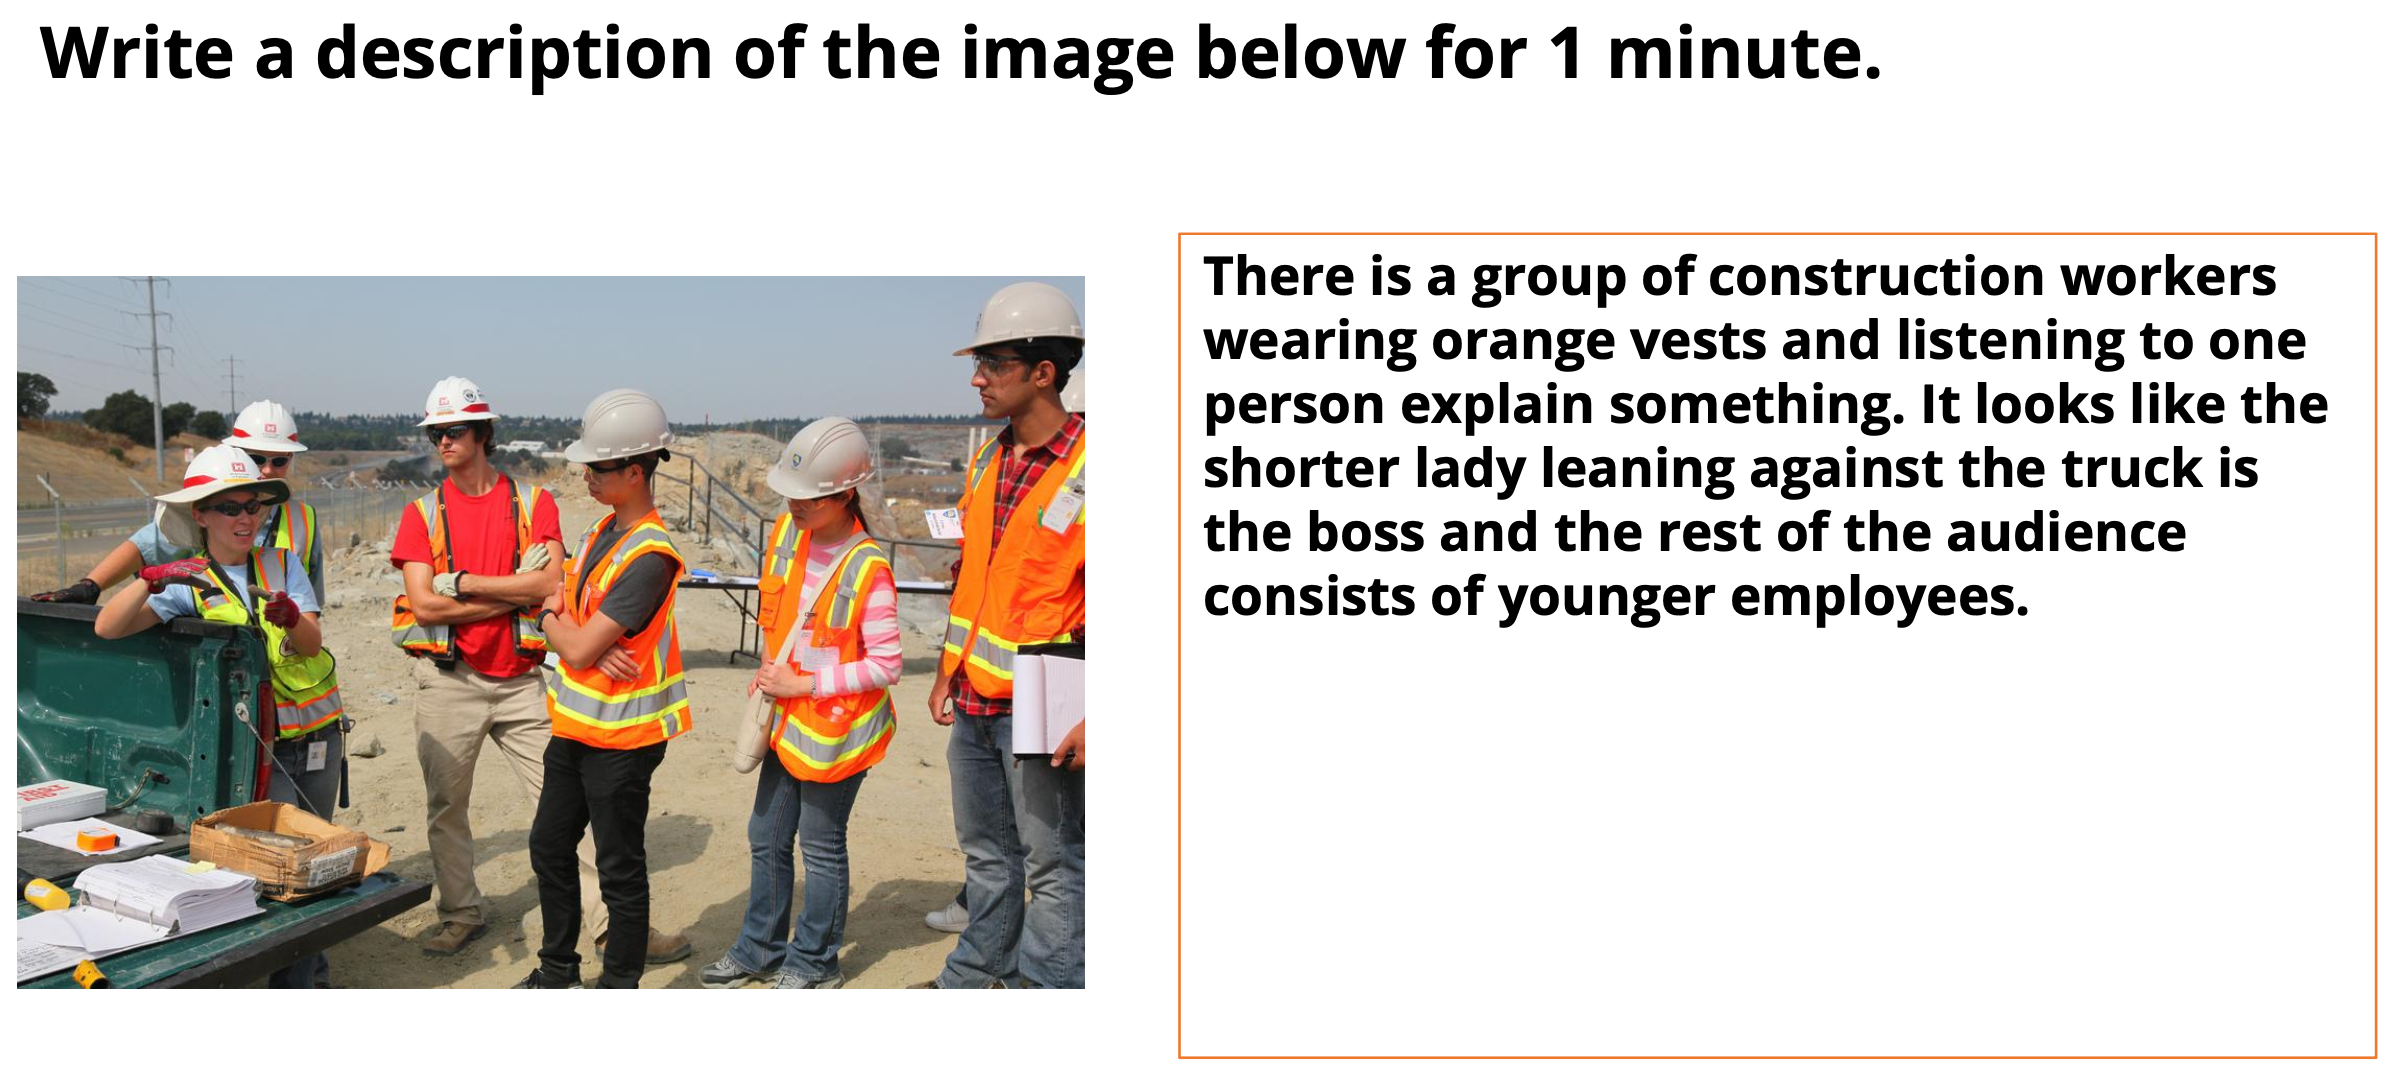 Write a description of the image below for 1 minute.
There is a group of construction workers
wearing orange vests and listening to one
person explain something. It looks like the
shorter lady leaning against the truck is
the boss and the rest of the audience
consists of younger employees.